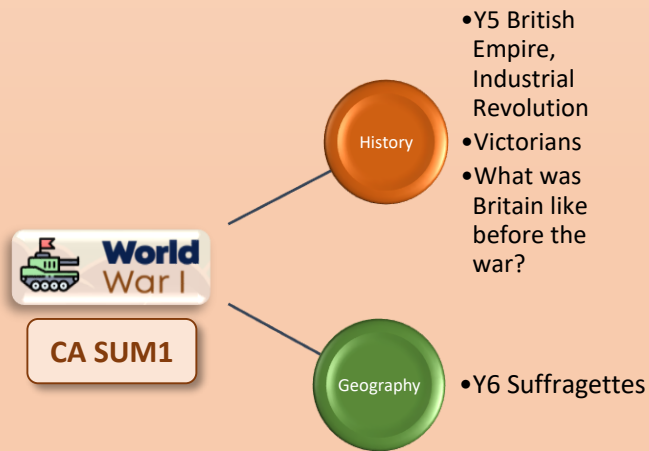 World
War I
CA SUM1
History
•Y5 British
Empire,
Industrial
Revolution
•Victorians
•What was
Britain like
before the
war?
Geography
•Y6 Suffragettes